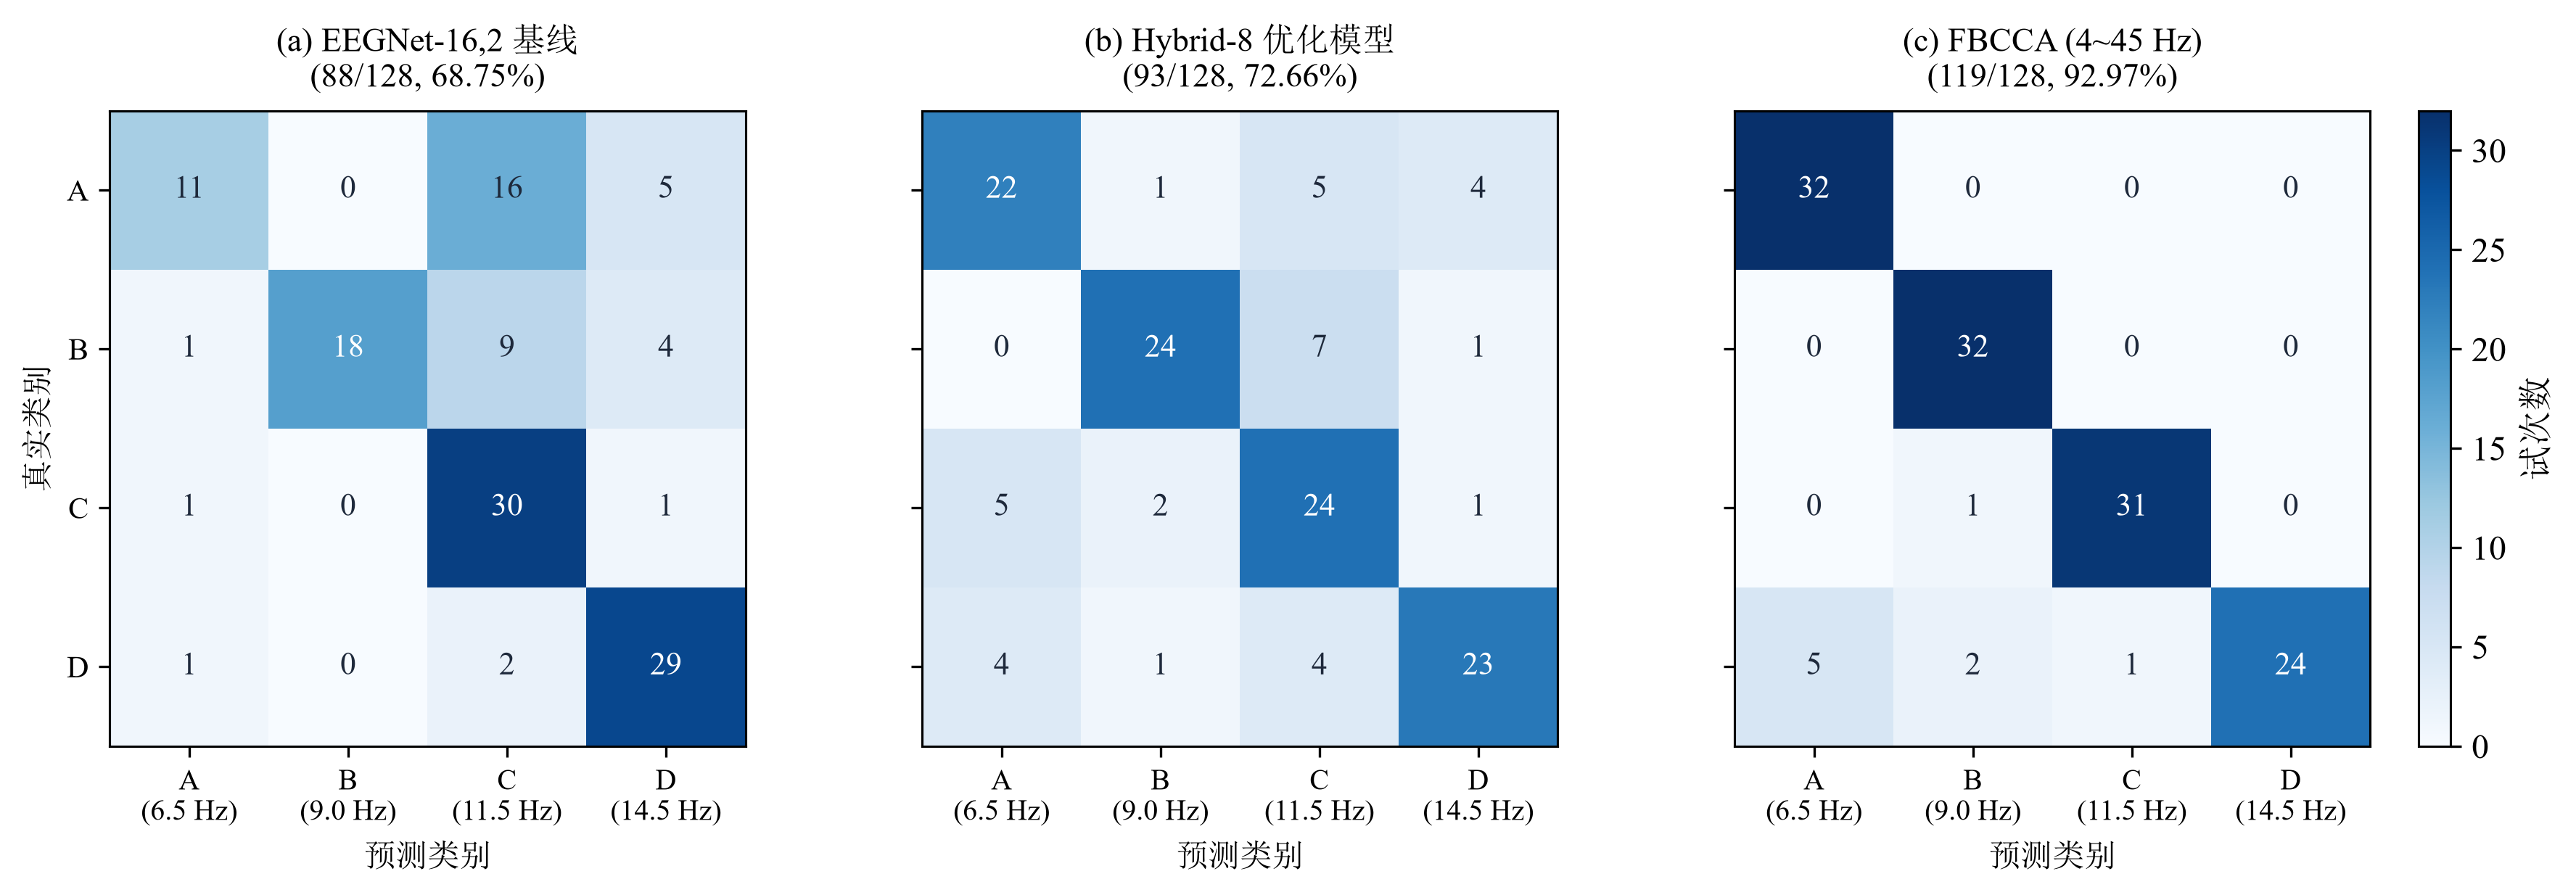 (a) EEGNet-16,2 基线
(88/128, 68.75%)
真实类别
A
11 0 16 5
B
1 18 9 4
C
1 0 30 1
D
1 0 2 29
A B C D
(6.5 Hz) (9.0 Hz) (11.5 Hz) (14.5 Hz)
预测类别
(b) Hybrid-8 优化模型
(93/128, 72.66%)
22 1 5 4
0 24 7 1
5 2 24 1
4 1 4 23
A B C D
(6.5 Hz) (9.0 Hz) (11.5 Hz) (14.5 Hz)
预测类别
(c) FBCCA (4~45 Hz)
(119/128, 92.97%)
32 0 0 0
0 32 0 0
0 1 31 0
5 2 1 24
A B C D
(6.5 Hz) (9.0 Hz) (11.5 Hz) (14.5 Hz)
预测类别
30
25
20
15
10
5
0
试次数